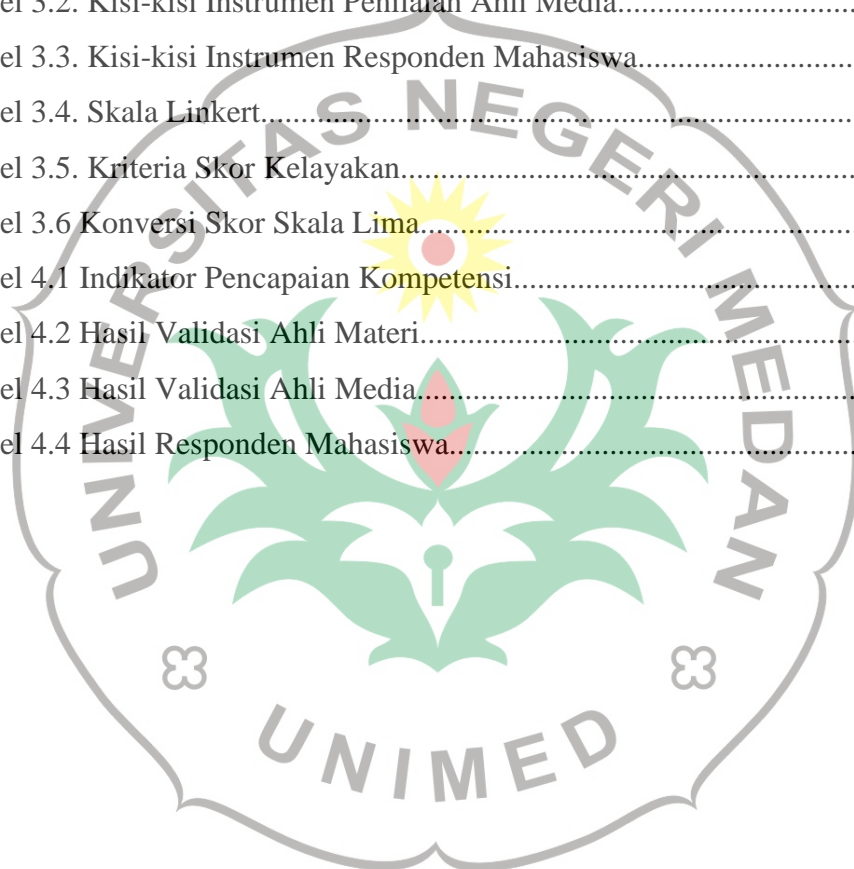 el 3.2. Kisi-kisi Instrumen Penilaian Ahli Media..........
el 3.3. Kisi-kisi Instrumen Responden Mahasiswa..........
el 3.4. Skala Linkert..........
el 3.5. Kriteria Skor Kelayakan..........
el 3.6 Konversi Skor Skala Lima..........
el 4.1 Indikator Pencapaian Kompetensi..........
el 4.2 Hasil Validasi Ahli Materi..........
el 4.3 Hasil Validasi Ahli Media..........
el 4.4 Hasil Responden Mahasiswa..........
UNIVERSITAS NEGERI MEDAN
UNIMED